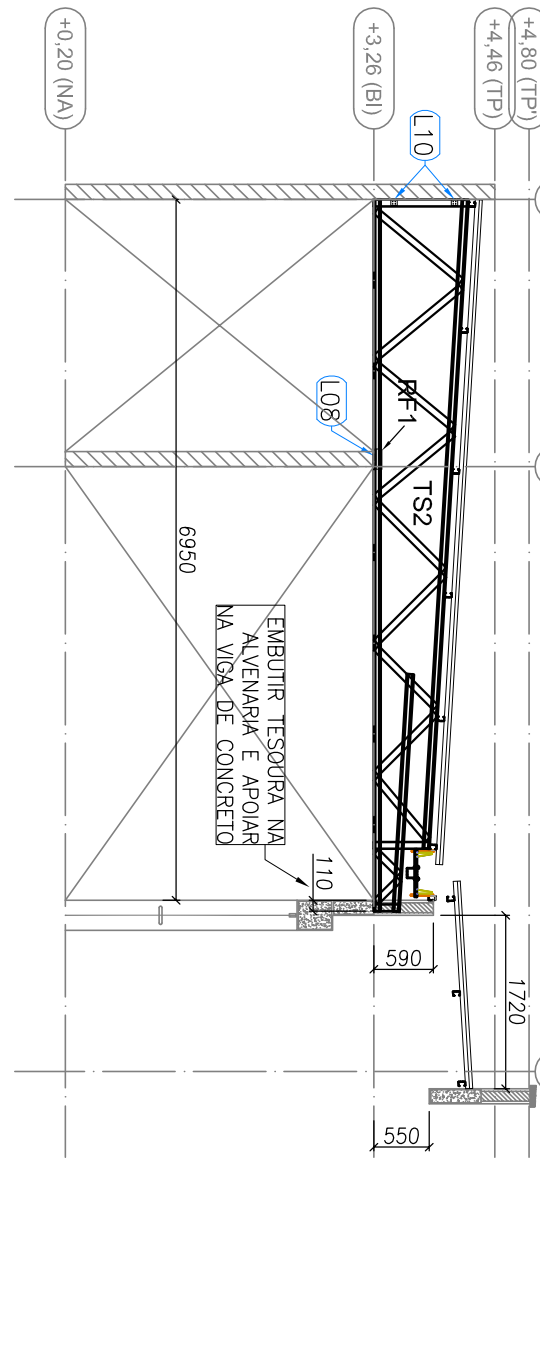 +4,80 (TP')
+4,46 (TP)
+3,26 (BI)
+0,20 (NA)
L10
RF1
L08
TS2
6950
EMBUTIR TESOURA NA
ALVENARIA E APOIAR
NA VIGA DE CONCRETO
110
590
1720
550